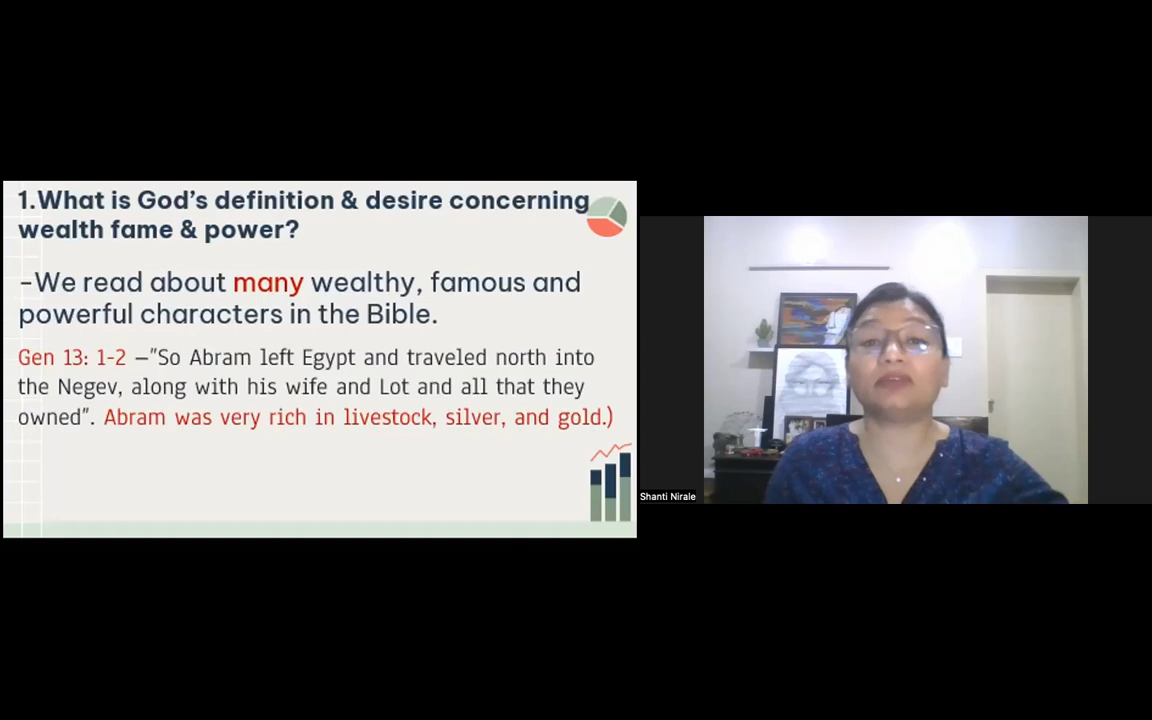 1.What is God’s definition & desire concerning
wealth fame & power?
-We read about many wealthy, famous and
powerful characters in the Bible.
Gen 13: 1-2 –"So Abram left Egypt and traveled north into
the Negev, along with his wife and Lot and all that they
owned". Abram was very rich in livestock, silver, and gold.)
Shanti Nirale